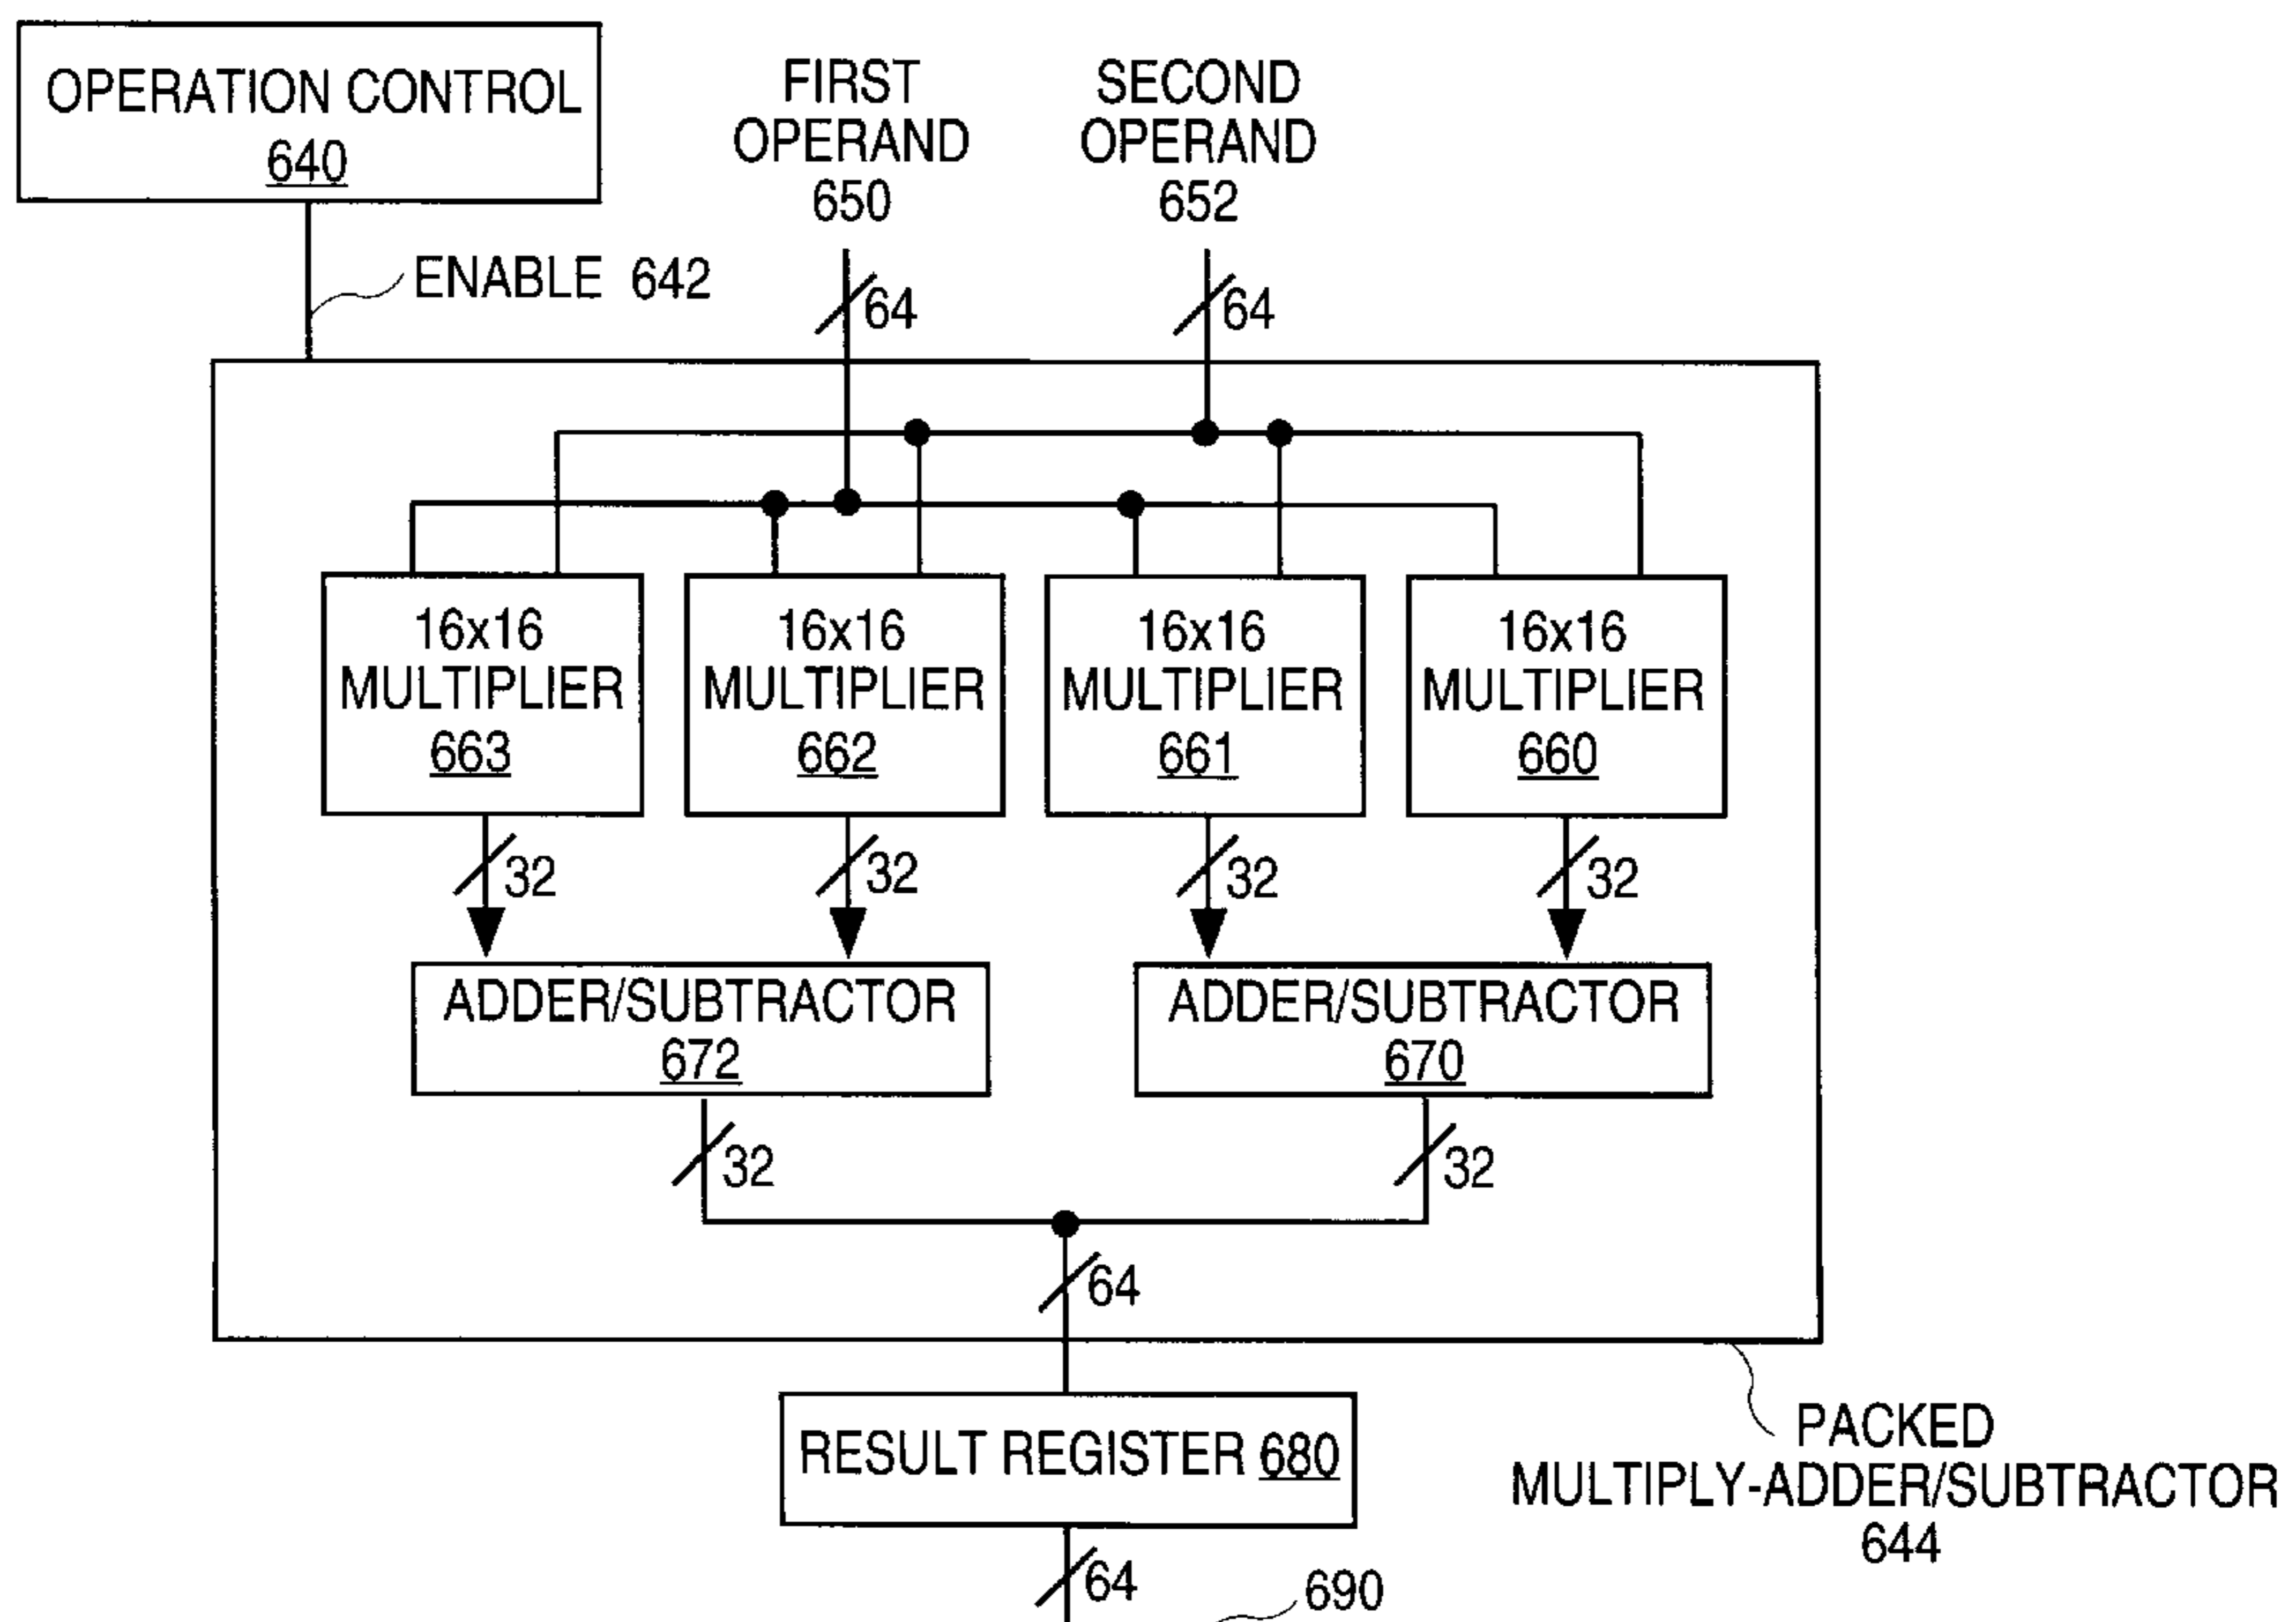 OPERATION CONTROL
640
FIRST
OPERAND
650
SECOND
OPERAND
652
ENABLE 642
64
64
16x16
MULTIPLIER
663
16x16
MULTIPLIER
662
16x16
MULTIPLIER
661
16x16
MULTIPLIER
660
32
32
32
32
ADDER/SUBTRACTOR
672
ADDER/SUBTRACTOR
670
32
32
64
RESULT REGISTER 680
PACKED
MULTIPLY-ADDER/SUBTRACTOR
644
64
690